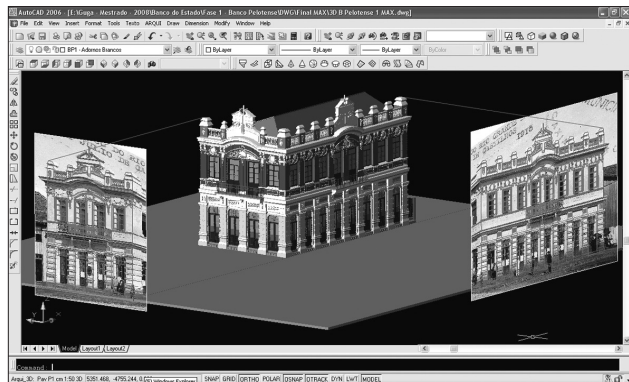 AutoCAD 2006 - [E:\Guga - Mestrado - 2008\Banco do Estado\Fase 1 - Banco Pelotense\DWG\Final MAX\3D B Pelotense 1 MAX.dwg]
File Edit View Insert Format Tools Texto ARQUI Draw Dimension Modify Window Help
BP1 - Adornos Brancos
ByLayer
ByLayer
ByLayer
ByColor
Model Layout1 Layout2
Command
Arqui_3D: Pav P1 cm 1:50 3D 5351.468, -4755.244, Windows Explorer SNAP GRID ORTHO POLAR OSNAP OTRACK DYN LWT MODEL